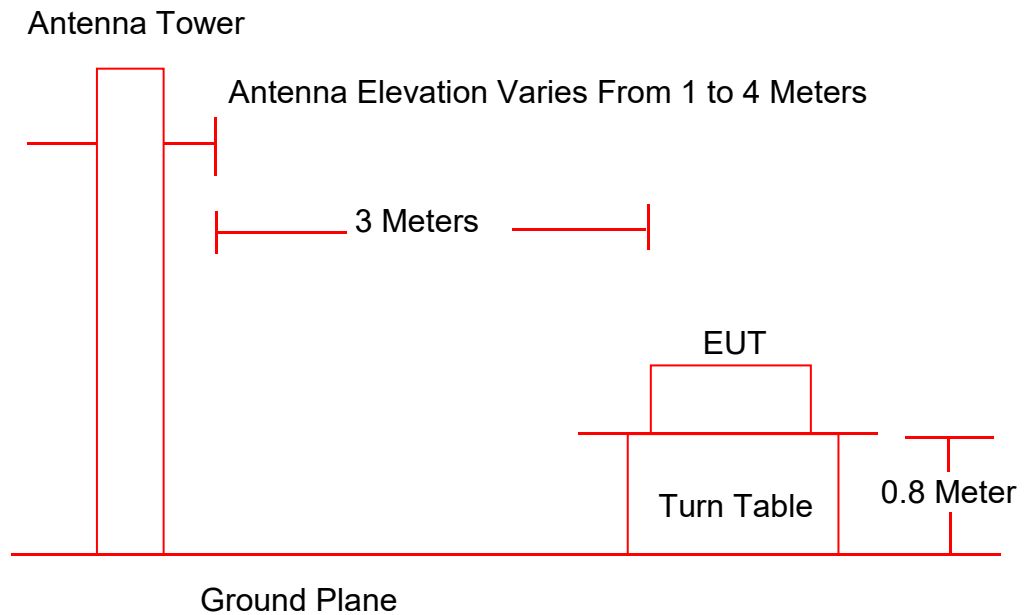 Antenna Tower
Antenna Elevation Varies From 1 to 4 Meters
3 Meters
EUT
Turn Table
0.8 Meter
Ground Plane